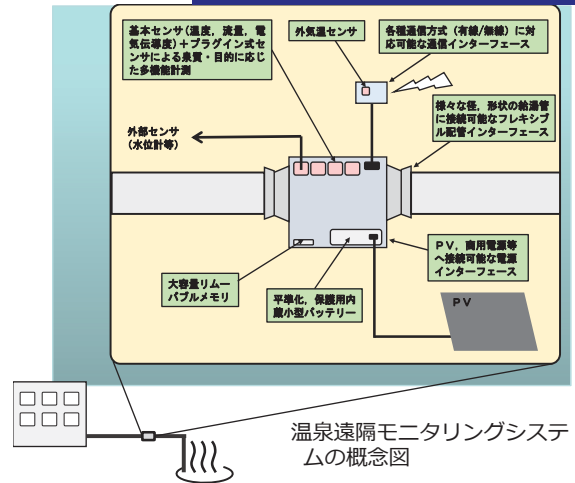 基本センサ(温度, 流量, 電
気伝導度)＋プラグイン式セ
ンサによる泉質・目的に応じ
た多機能計測
外気温センサ
各種通信方式（有線/無線）に対
応可能な通信インターフェース
様々な径, 形状の給湯管
に接続可能なフレキシブ
ル配管インターフェース
外部センサ
(水位計等)
大容量リムー
バブルメモリ
平準化, 保護用内
蔵小型バッテリー
ＰＶ, 商用電源等
へ接続可能な電源
インターフェース
ＰＶ
温泉遠隔モニタリングシステ
ムの概念図